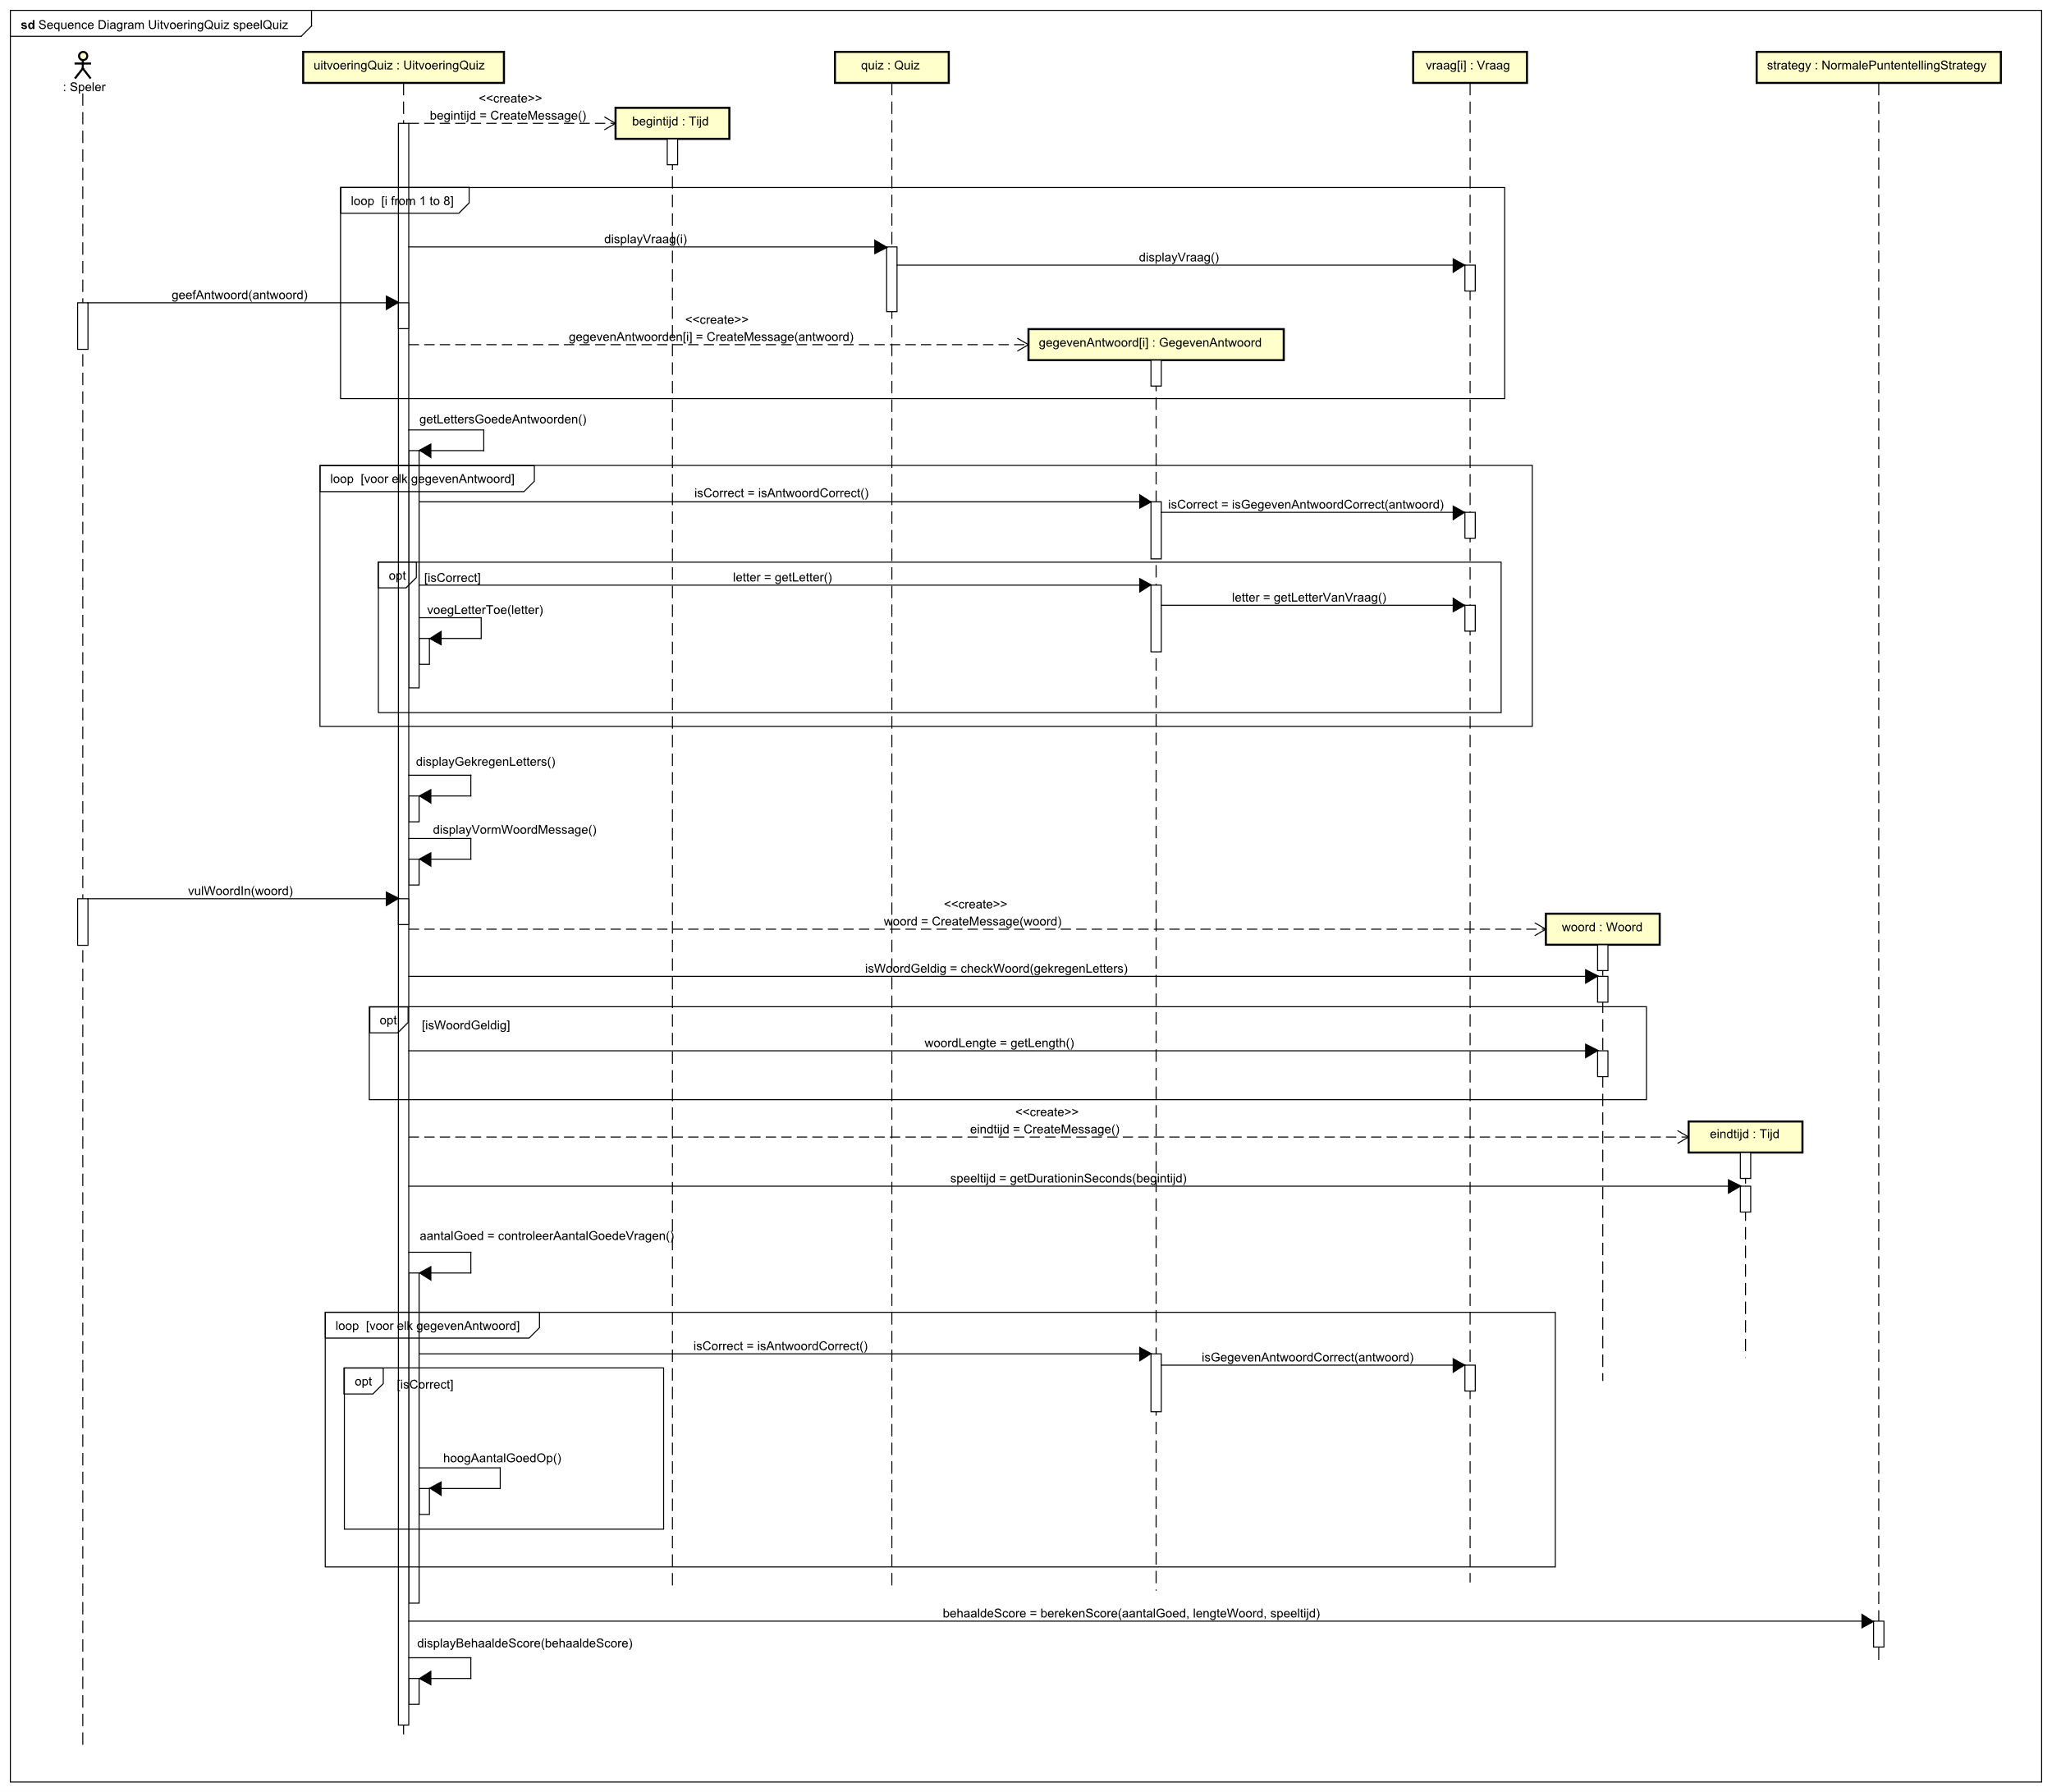 sd Sequence Diagram UitvoeringQuiz speelQuiz
: Speler
uitvoeringQuiz : UitvoeringQuiz
quiz : Quiz
vraag[i] : Vraag
strategy : NormalePuntentellingStrategy
<<create>>
begintijd = CreateMessage()
begintijd : Tijd
loop [i from 1 to 8]
displayVraag(i)
displayVraag()
geefAntwoord(antwoord)
<<create>>
gegevenAntwoorden[i] = CreateMessage(antwoord)
gegevenAntwoord[i] : GegevenAntwoord
getLettersGoedeAntwoorden()
loop [voor elk gegevenAntwoord]
isCorrect = isAntwoordCorrect()
isCorrect = isGegevenAntwoordCorrect(antwoord)
opt [isCorrect]
letter = getLetter()
letter = getLetterVanVraag()
voegLetterToe(letter)
displayGekregenLetters()
displayVormWoordMessage()
vulWoordIn(woord)
<<create>>
woord = CreateMessage(woord)
woord : Woord
isWoordGeldig = checkWoord(gekregenLetters)
opt [isWoordGeldig]
woordLengte = getLength()
<<create>>
eindtijd = CreateMessage()
eindtijd : Tijd
speeltijd = getDurationinSeconds(begintijd)
aantalGoed = controleerAantalGoedeVragen()
loop [voor elk gegevenAntwoord]
isCorrect = isAntwoordCorrect()
isGegevenAntwoordCorrect(antwoord)
opt [isCorrect]
hoogAantalGoedOp()
behaaldeScore = berekenScore(aantalGoed, lengteWoord, speeltijd)
displayBehaaldeScore(behaaldeScore)